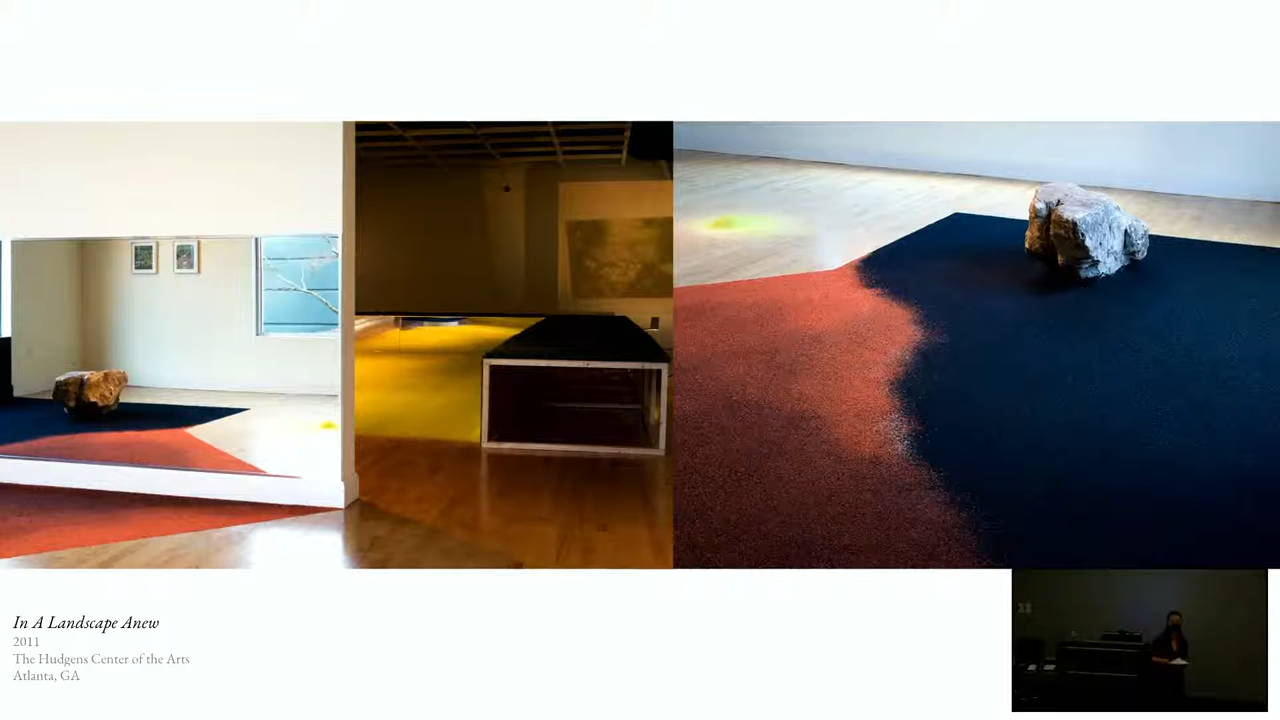 In A Landscape Anew
2011
The Hudgens Center of the Arts
Atlanta, GA